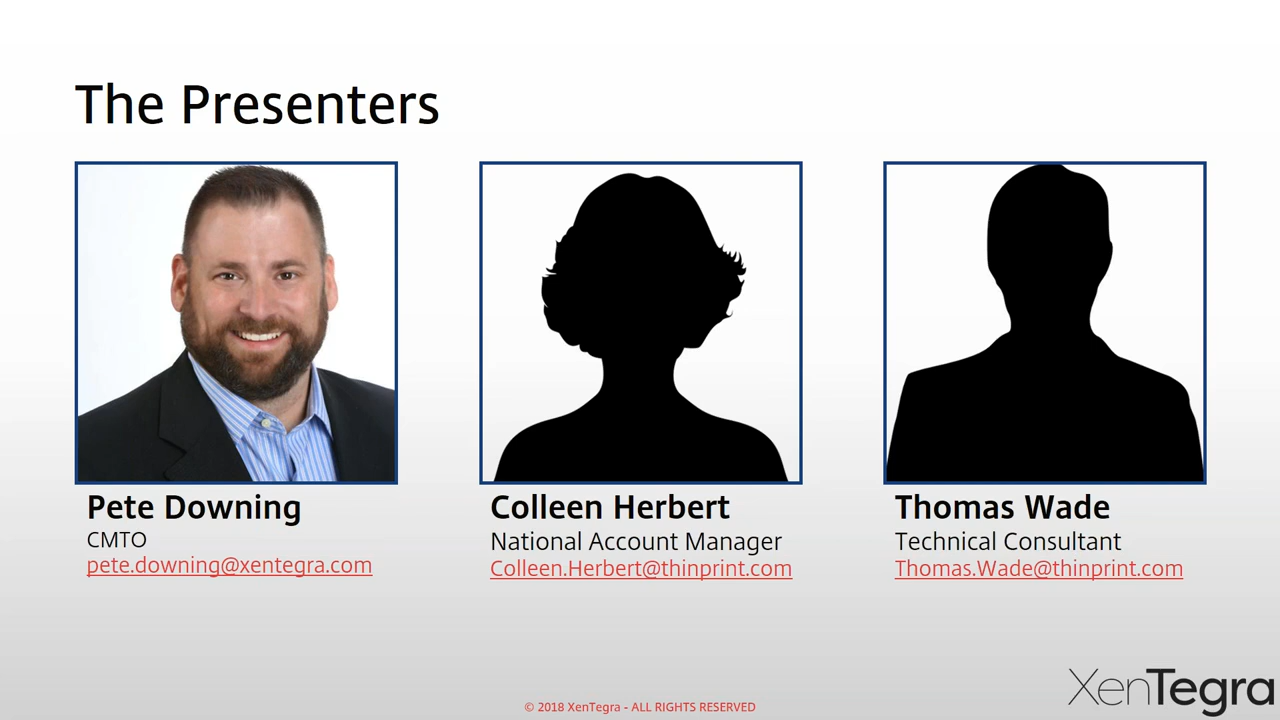 The Presenters
Pete Downing
CMTO
pete.downing@xentegra.com
Colleen Herbert
National Account Manager
Colleen.Herbert@thinprint.com
Thomas Wade
Technical Consultant
Thomas.Wade@thinprint.com
© 2018 XenTegra - ALL RIGHTS RESERVED
XenTegra